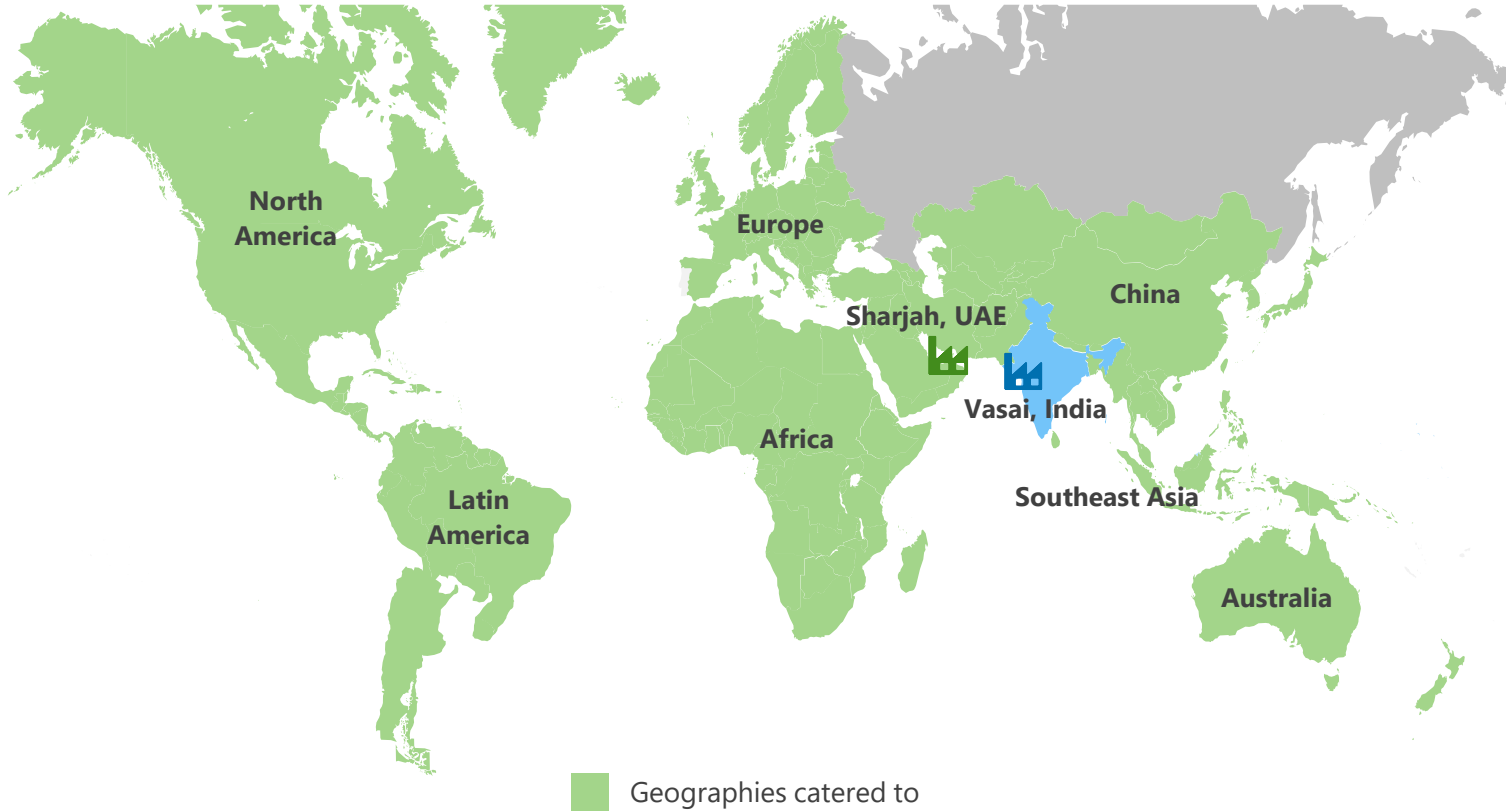 North
America
Europe
China
Sharjah, UAE
Vasai, India
Africa
Southeast Asia
Latin
America
Australia
Geographies catered to